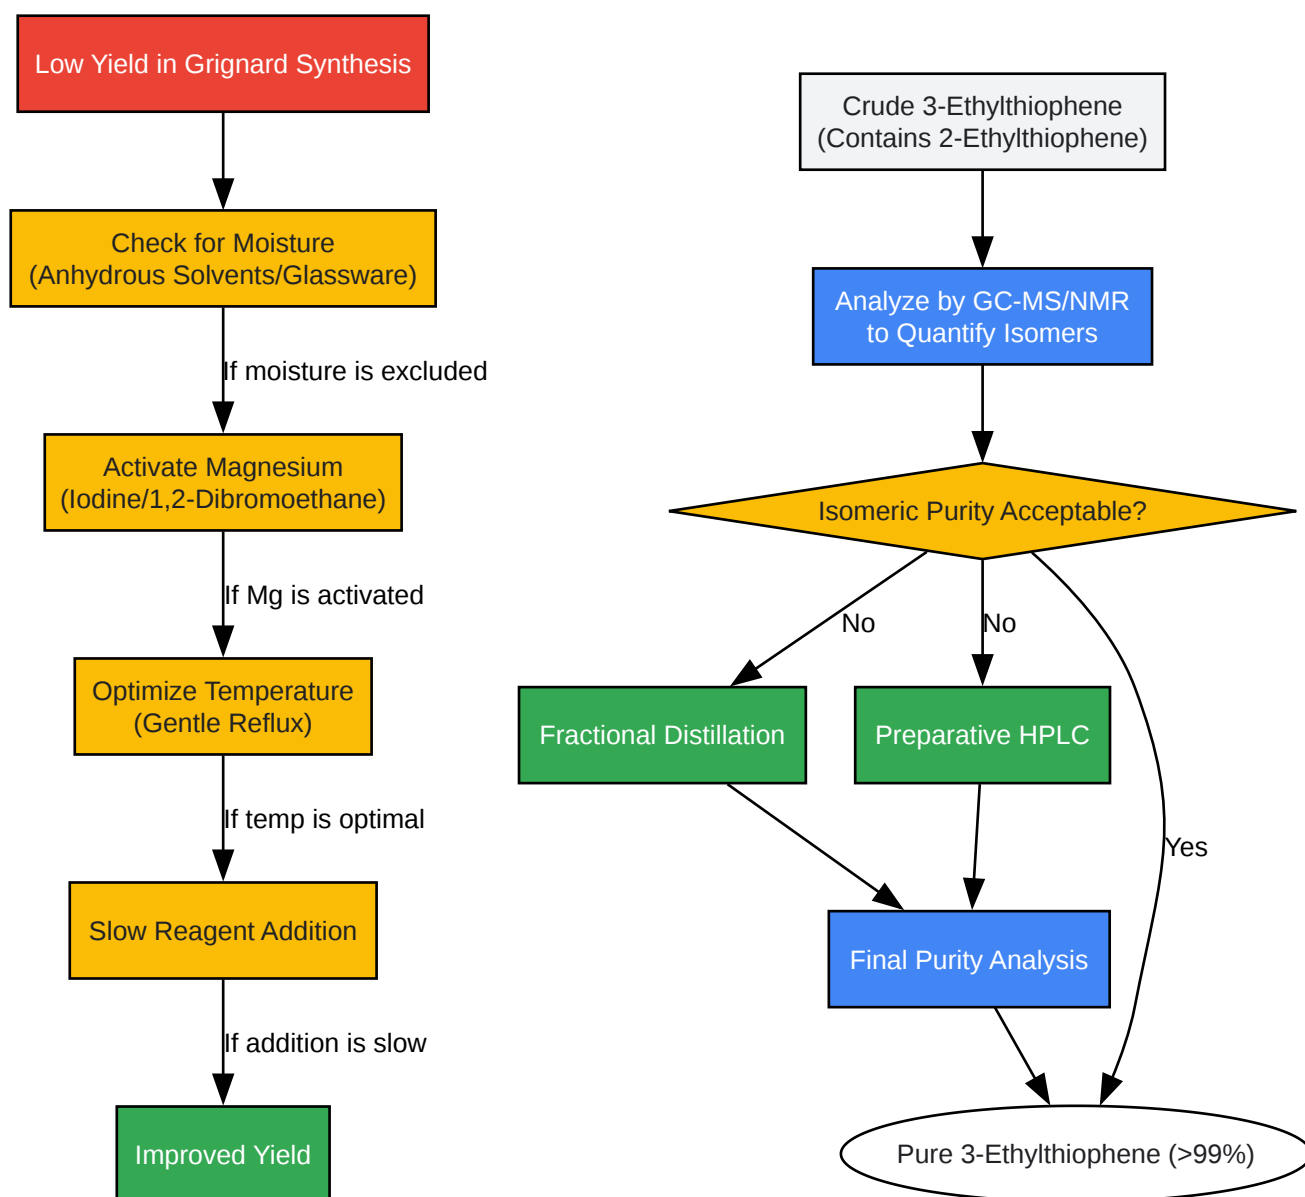 Low Yield in Grignard Synthesis
Check for Moisture
(Anhydrous Solvents/Glassware)
If moisture is excluded
Activate Magnesium
(Iodine/1,2-Dibromoethane)
If Mg is activated
Optimize Temperature
(Gentle Reflux)
If temp is optimal
Slow Reagent Addition
If addition is slow
Improved Yield
Crude 3-Ethylthiophene
(Contains 2-Ethylthiophene)
Analyze by GC-MS/NMR
to Quantify Isomers
Isomeric Purity Acceptable?
No
No
Fractional Distillation
Preparative HPLC
Yes
Final Purity Analysis
Pure 3-Ethylthiophene (>99%)